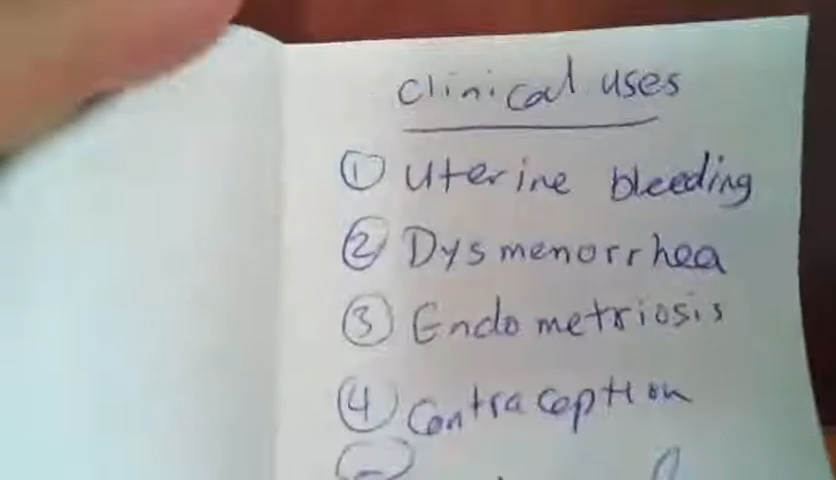 Clinical uses
① Uterine bleeding
② Dysmenorrhea
③ Endometriosis
④ Contraception